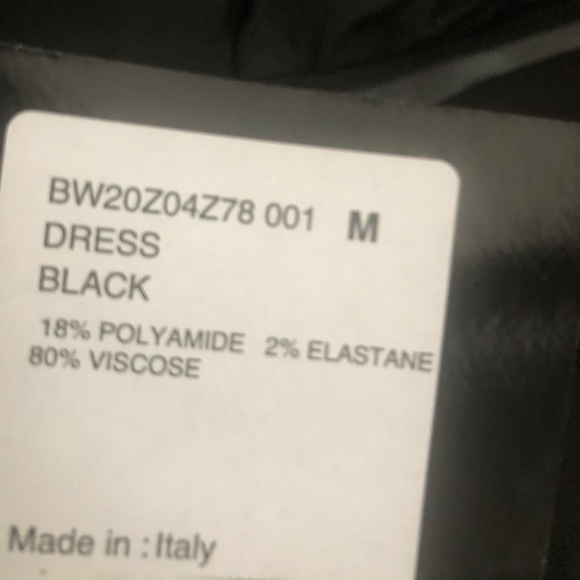 BW20Z04Z78 001 M
DRESS
BLACK
18% POLYAMIDE 2% ELASTANE
80% VISCOSE
Made in : Italy